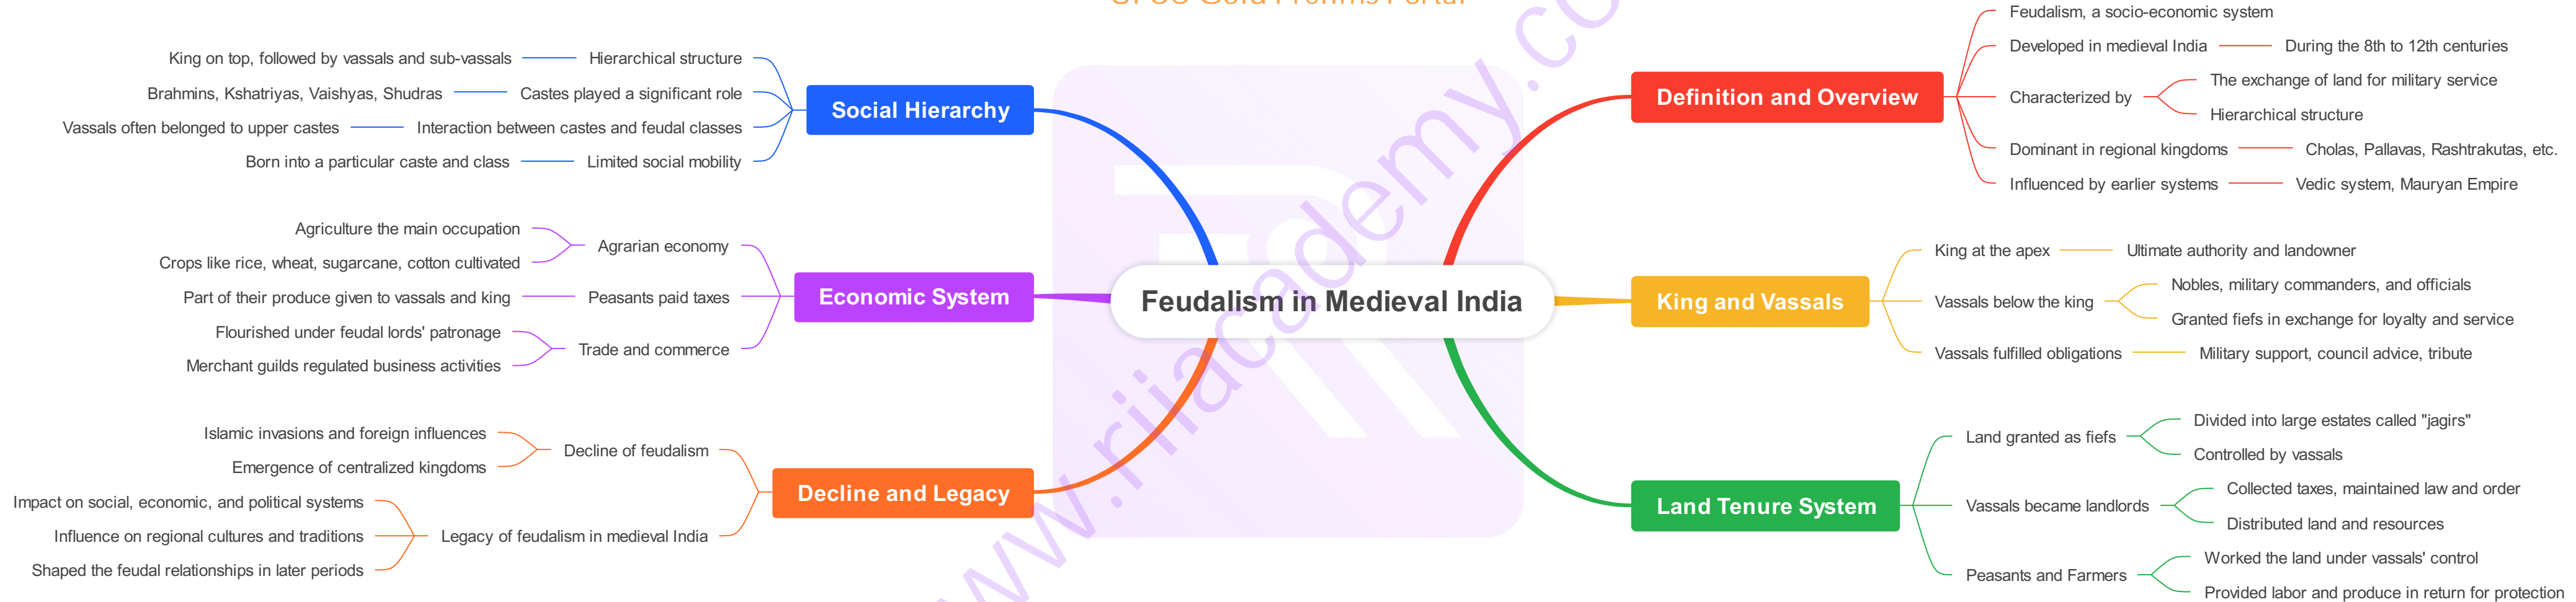 Feudalism in Medieval India
Definition and Overview
Feudalism, a socio-economic system
Developed in medieval India
During the 8th to 12th centuries
Characterized by
The exchange of land for military service
Hierarchical structure
Dominant in regional kingdoms
Cholas, Pallavas, Rashtrakutas, etc.
Influenced by earlier systems
Vedic system, Mauryan Empire
King and Vassals
King at the apex
Ultimate authority and landowner
Vassals below the king
Nobles, military commanders, and officials
Granted fiefs in exchange for loyalty and service
Vassals fulfilled obligations
Military support, council advice, tribute
Land Tenure System
Land granted as fiefs
Divided into large estates called "jagirs"
Controlled by vassals
Vassals became landlords
Collected taxes, maintained law and order
Distributed land and resources
Peasants and Farmers
Worked the land under vassals' control
Provided labor and produce in return for protection
Social Hierarchy
Hierarchical structure
King on top, followed by vassals and sub-vassals
Castes played a significant role
Brahmins, Kshatriyas, Vaishyas, Shudras
Interaction between castes and feudal classes
Vassals often belonged to upper castes
Limited social mobility
Born into a particular caste and class
Economic System
Agrarian economy
Agriculture the main occupation
Crops like rice, wheat, sugarcane, cotton cultivated
Peasants paid taxes
Part of their produce given to vassals and king
Trade and commerce
Flourished under feudal lords' patronage
Merchant guilds regulated business activities
Decline and Legacy
Decline of feudalism
Islamic invasions and foreign influences
Emergence of centralized kingdoms
Legacy of feudalism in medieval India
Impact on social, economic, and political systems
Influence on regional cultures and traditions
Shaped the feudal relationships in later periods